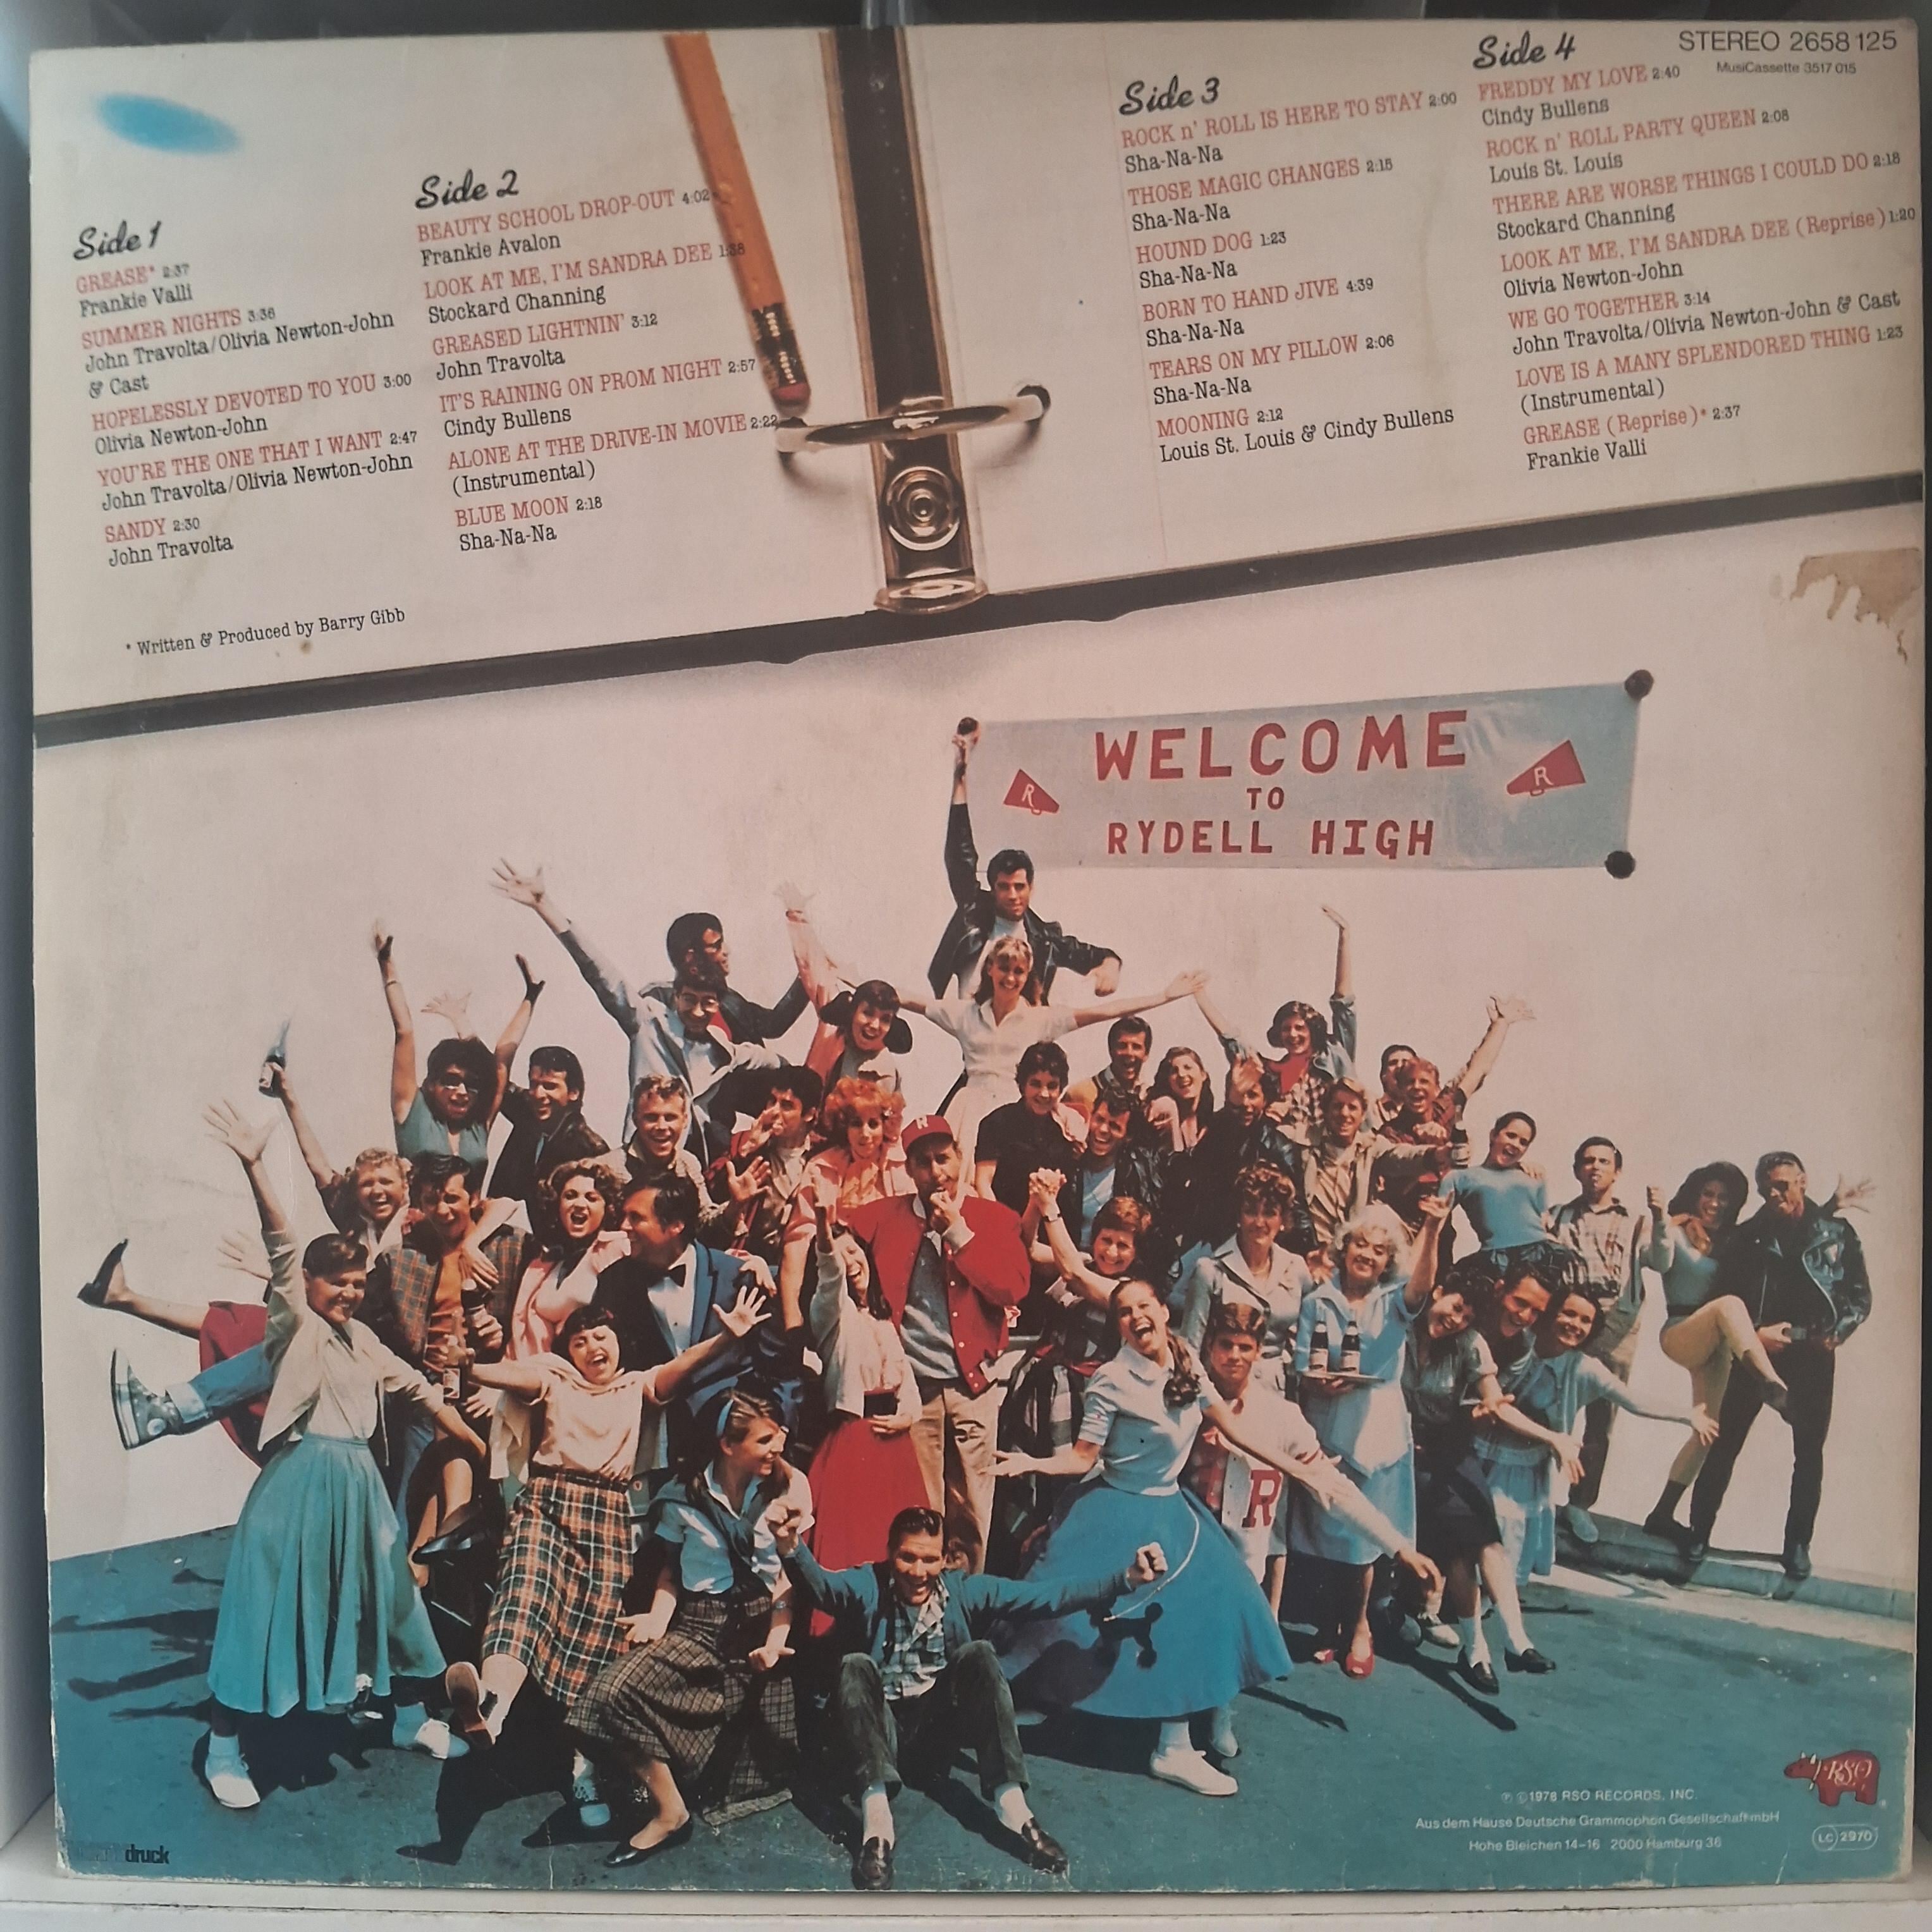 Side 1
GREASE* 2:37
Frankie Valli
SUMMER NIGHTS 3:36
John Travolta/Olivia Newton-John
& Cast
HOPELESSLY DEVOTED TO YOU 3:00
Olivia Newton-John
YOU'RE THE ONE THAT I WANT 2:47
John Travolta/Olivia Newton-John
SANDY 2:30
John Travolta
* Written & Produced by Barry Gibb
Side 2
BEAUTY SCHOOL DROP-OUT 4:02
Frankie Avalon
LOOK AT ME, I'M SANDRA DEE 1:38
Stockard Channing
GREASED LIGHTNIN' 3:12
John Travolta
IT'S RAINING ON PROM NIGHT 2:57
Cindy Bullens
ALONE AT THE DRIVE-IN MOVIE 2:22
(Instrumental)
BLUE MOON 2:18
Sha-Na-Na
Side 3
ROCK n' ROLL IS HERE TO STAY 2:00
Sha-Na-Na
THOSE MAGIC CHANGES 2:15
Sha-Na-Na
HOUND DOG 1:23
Sha-Na-Na
BORN TO HAND JIVE 4:39
Sha-Na-Na
TEARS ON MY PILLOW 2:06
Sha-Na-Na
MOONING 2:12
Louis St. Louis & Cindy Bullens
STEREO 2658 125
MusiCassette 3517 015
Side 4
FREDDY MY LOVE 2:40
Cindy Bullens
ROCK n' ROLL PARTY QUEEN 2:08
Louis St. Louis
THERE ARE WORSE THINGS I COULD DO 2:18
Stockard Channing
LOOK AT ME, I'M SANDRA DEE (Reprise) 1:20
Olivia Newton-John
WE GO TOGETHER 3:14
John Travolta/Olivia Newton-John & Cast
LOVE IS A MANY SPLENDORED THING 1:23
(Instrumental)
GREASE (Reprise)* 2:37
Frankie Valli
WELCOME
TO
RYDELL HIGH
R
R
R
R
RSO
℗ ©1978 RSO RECORDS, INC.
Aus dem Hause Deutsche Grammophon Gesellschaft mbH
Hohe Bleichen 14-16 2000 Hamburg 36
LC 2970
druck